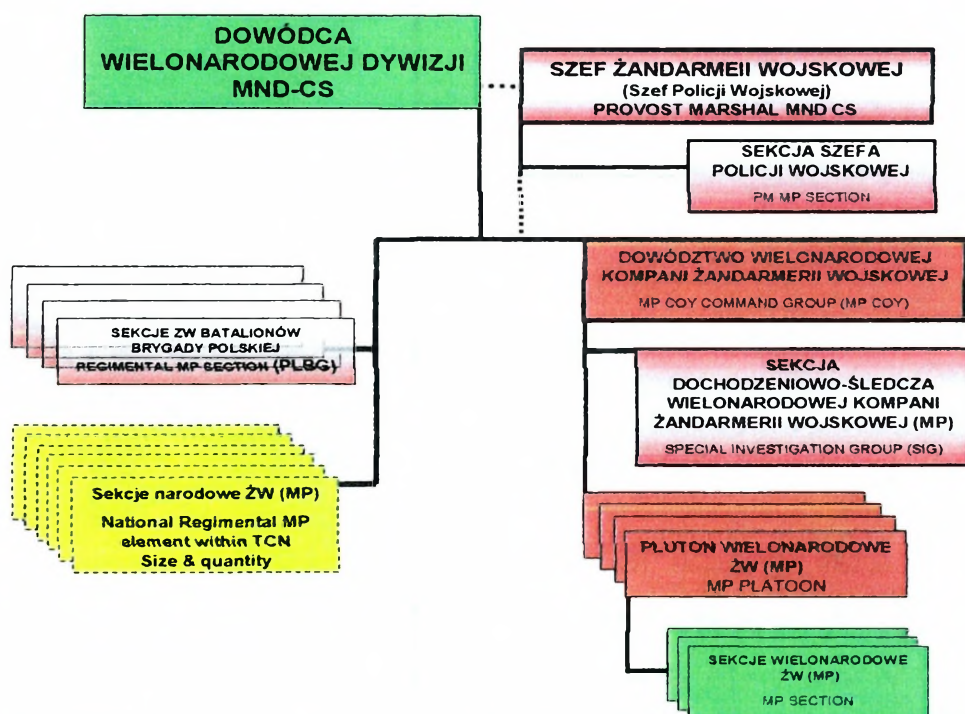 DOWÓDCA
WIELONARODOWEJ DYWIZJI
MND-CS
SZEF ŻANDARMEII WOJSKOWEJ
(Szef Policji Wojskowej)
PROVOST MARSHAL MND CS
SEKCJA SZEFA
POLICJI WOJSKOWEJ
PM MP SECTION
DOWÓDZTWO WIELONARODOWEJ
KOMPANI ŻANDARMERII WOJSKOWEJ
MP COY COMMAND GROUP (MP COY)
SEKCJE ZW BATALIONÓW
BRYGADY POLSKIEJ
REGIMENTAL MP SECTION (PLBG)
SEKCJA
DOCHODZENIOWO-ŚLEDCZA
WIELONARODOWEJ KOMPANI
ŻANDARMERII WOJSKOWEJ (MP)
SPECIAL INVESTIGATION GROUP (SIG)
Sekcje narodowe ŻW (MP)
National Regimental MP
element within TCN
Size & quantity
PLUTON WIELONARODOWE
ŻW (MP)
MP PLATOON
SEKCJE WIELONARODOWE
ŻW (MP)
MP SECTION